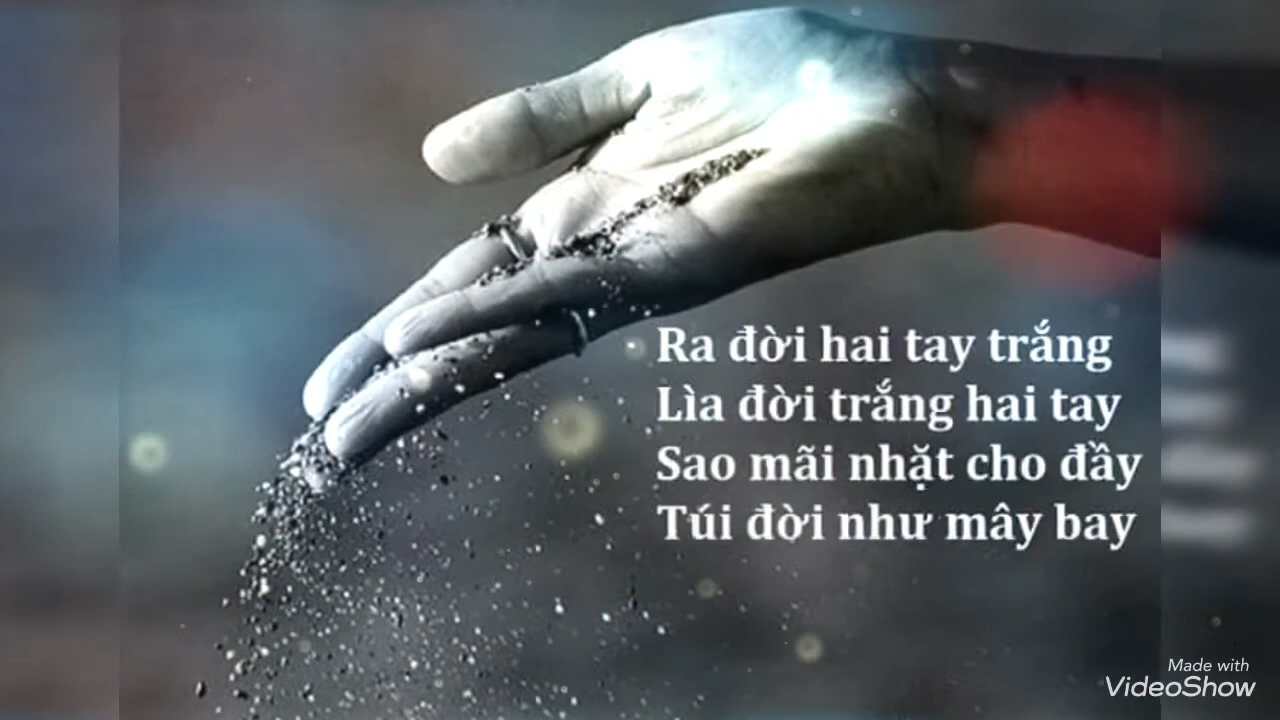 Ra đời hai tay trắng
Lìa đời trắng hai tay
Sao mãi nhặt cho đầy
Túi đời như mây bay
Made with
VideoShow